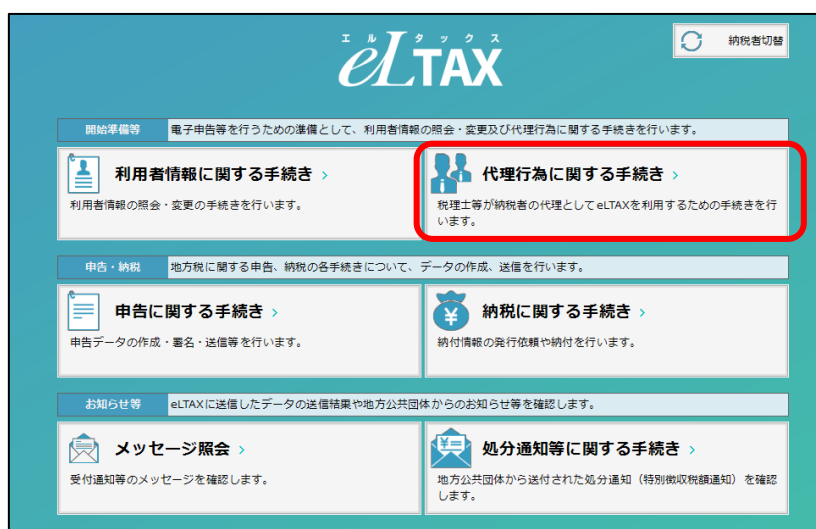 エルタックス
eLTAX
納税者切替
開始準備等 電子申告等を行うための準備として、利用者情報の照会・変更及び代理行為に関する手続きを行います。
利用者情報に関する手続き >
利用者情報の照会・変更の手続きを行います。
代理行為に関する手続き >
税理士等が納税者の代理としてeLTAXを利用するための手続きを行
います。
申告・納税 地方税に関する申告、納税の各手続きについて、データの作成、送信を行います。
申告に関する手続き >
申告データの作成・署名・送信等を行います。
納税に関する手続き >
納付情報の発行依頼や納付を行います。
お知らせ等 eLTAXに送信したデータの送信結果や地方公共団体からのお知らせ等を確認します。
メッセージ照会 >
受付通知等のメッセージを確認します。
処分通知等に関する手続き >
地方公共団体から送付された処分通知（特別徴収税額通知）を確認
します。